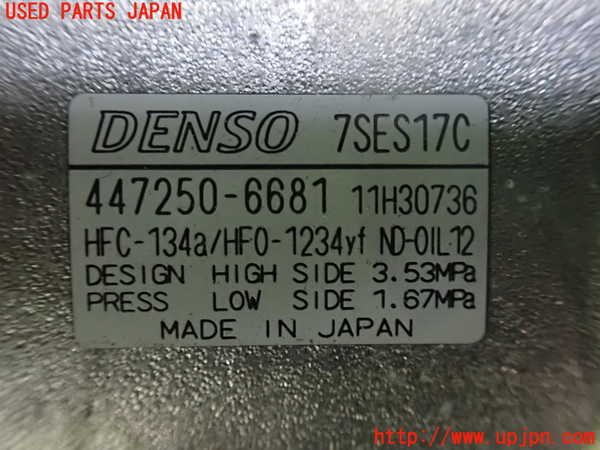 USED PARTS JAPAN
DENSO 7SES17C
447250-6681 11H30736
HFC-134a/HFO-1234yf ND-OIL12
DESIGN HIGH SIDE 3.53MPa
PRESS LOW SIDE 1.67MPa
MADE IN JAPAN
http://www.upjpn.com/